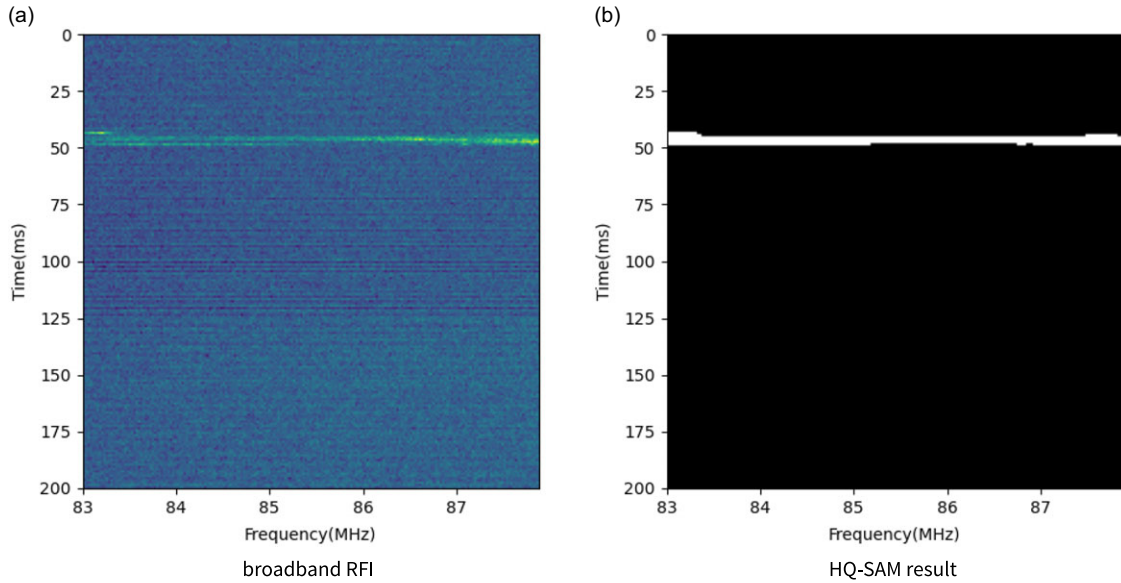 (a)
(b)
0
25
50
75
100
125
150
175
200
Time(ms)
83 84 85 86 87
Frequency(MHz)
broadband RFI
0
25
50
75
100
125
150
175
200
Time(ms)
83 84 85 86 87
Frequency(MHz)
HQ-SAM result